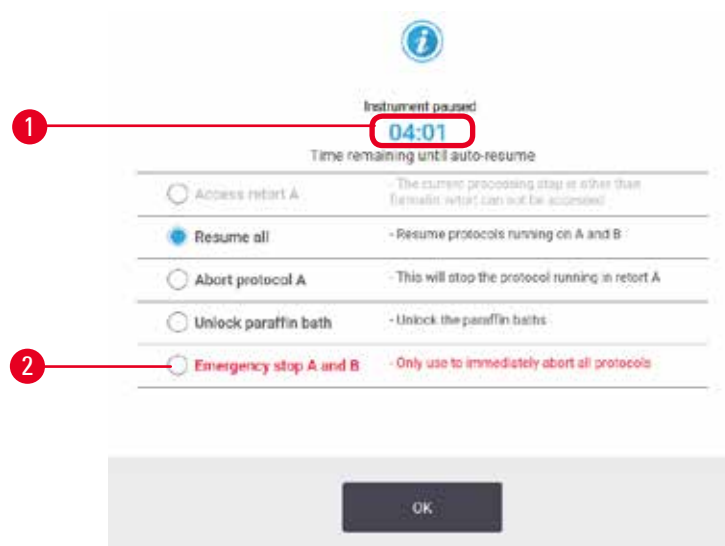 i
Instrument paused
1
04:01
Time remaining until auto-resume
Access retort A - The current processing step is other than
formalin retort can not be accessed
Resume all - Resume protocols running on A and B
Abort protocol A - This will stop the protocol running in retort A
Unlock paraffin bath - Unlock the paraffin baths
2 Emergency stop A and B - Only use to immediately abort all protocols
OK